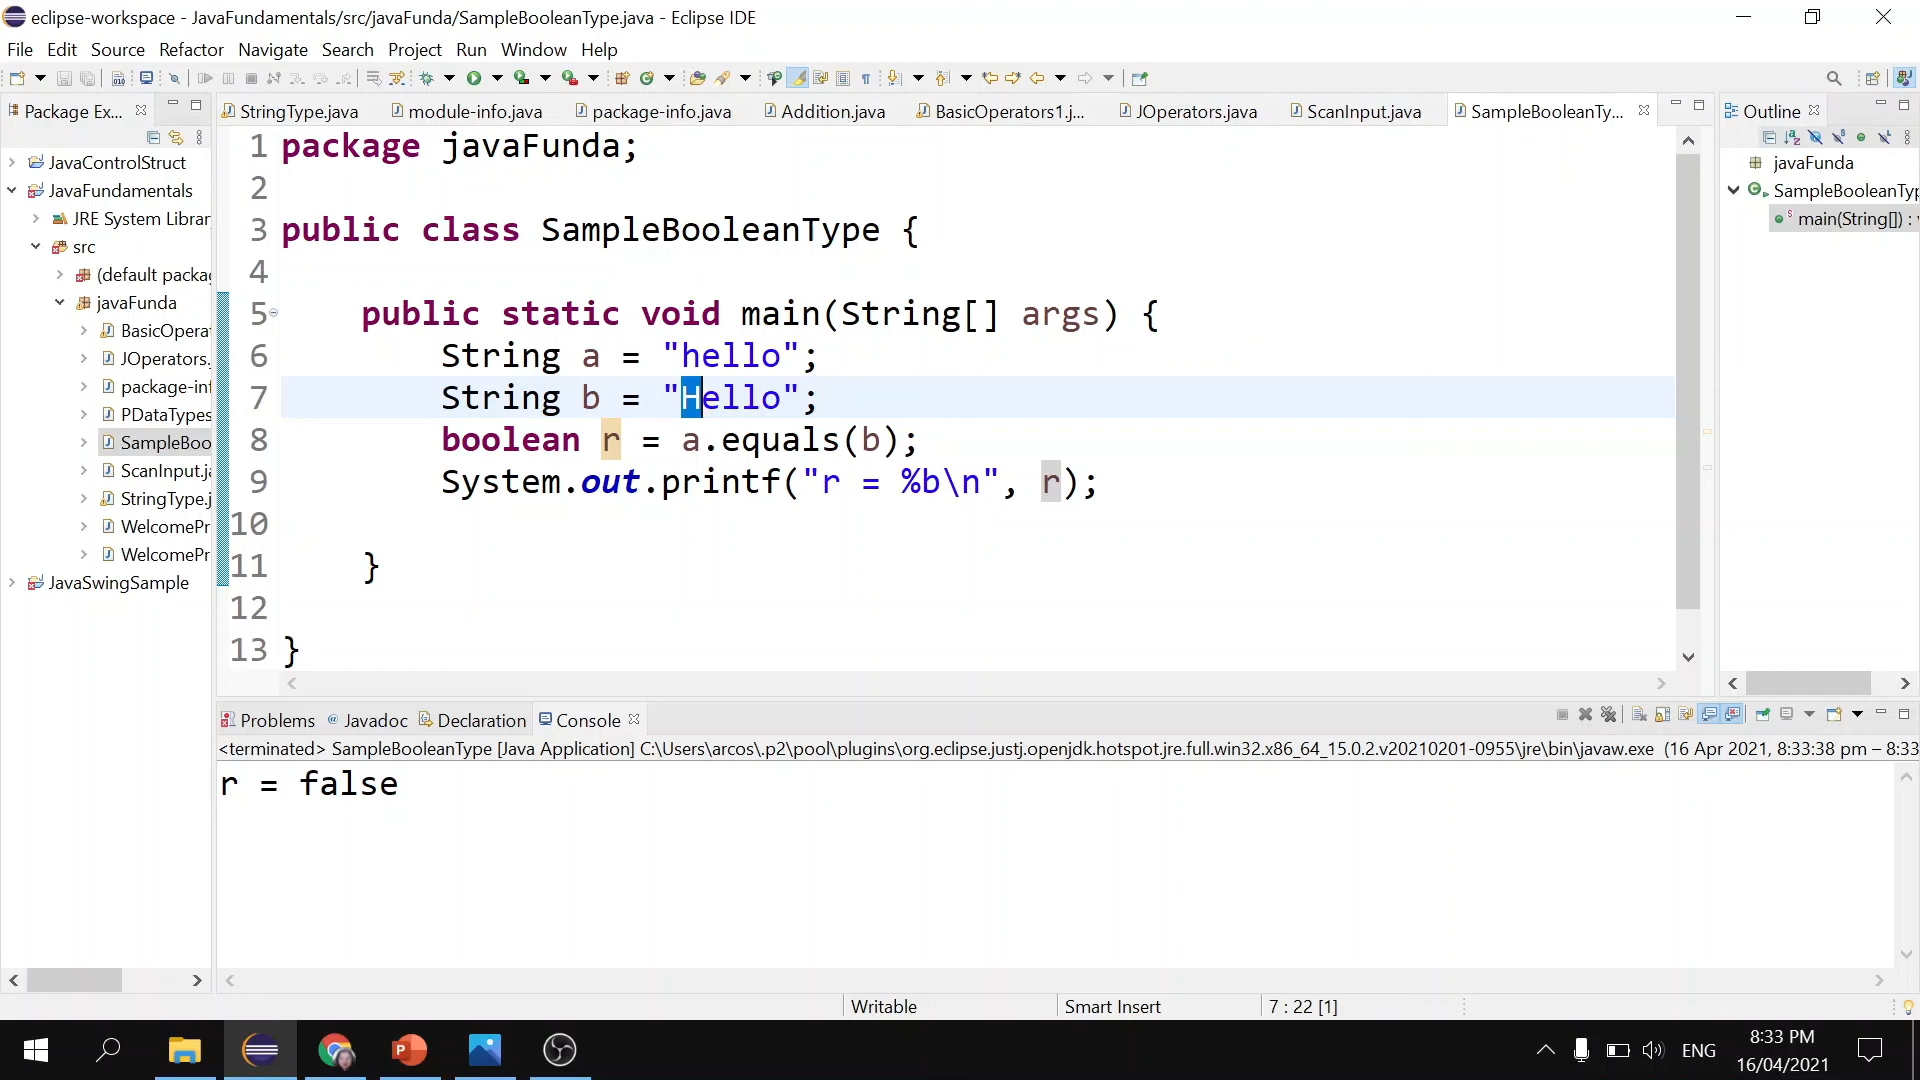 eclipse-workspace - JavaFundamentals/src/javaFunda/SampleBooleanType.java - Eclipse IDE
File Edit Source Refactor Navigate Search Project Run Window Help
Package Ex...
StringType.java module-info.java package-info.java Addition.java BasicOperators1.j... JOperators.java ScanInput.java SampleBooleanTy...
Outline
JavaControlStruct
JavaFundamentals
JRE System Librar
src
(default packag
javaFunda
BasicOperat
JOperators.
package-inf
PDataTypes
SampleBoo
ScanInput.ja
StringType.j
WelcomePr
WelcomePr
JavaSwingSample
1 package javaFunda;
2
3 public class SampleBooleanType {
4
5 public static void main(String[] args) {
6 String a = "hello";
7 String b = "Hello";
8 boolean r = a.equals(b);
9 System.out.printf("r = %b\n", r);
10
11 }
12
13 }
javaFunda
SampleBooleanTyp
main(String[]) :
Problems Javadoc Declaration Console
<terminated> SampleBooleanType [Java Application] C:\Users\arcos\.p2\pool\plugins\org.eclipse.justj.openjdk.hotspot.jre.full.win32.x86_64_15.0.2.v20210201-0955\jre\bin\javaw.exe (16 Apr 2021, 8:33:38 pm – 8:33
r = false
Writable Smart Insert 7 : 22 [1]
ENG
8:33 PM
16/04/2021